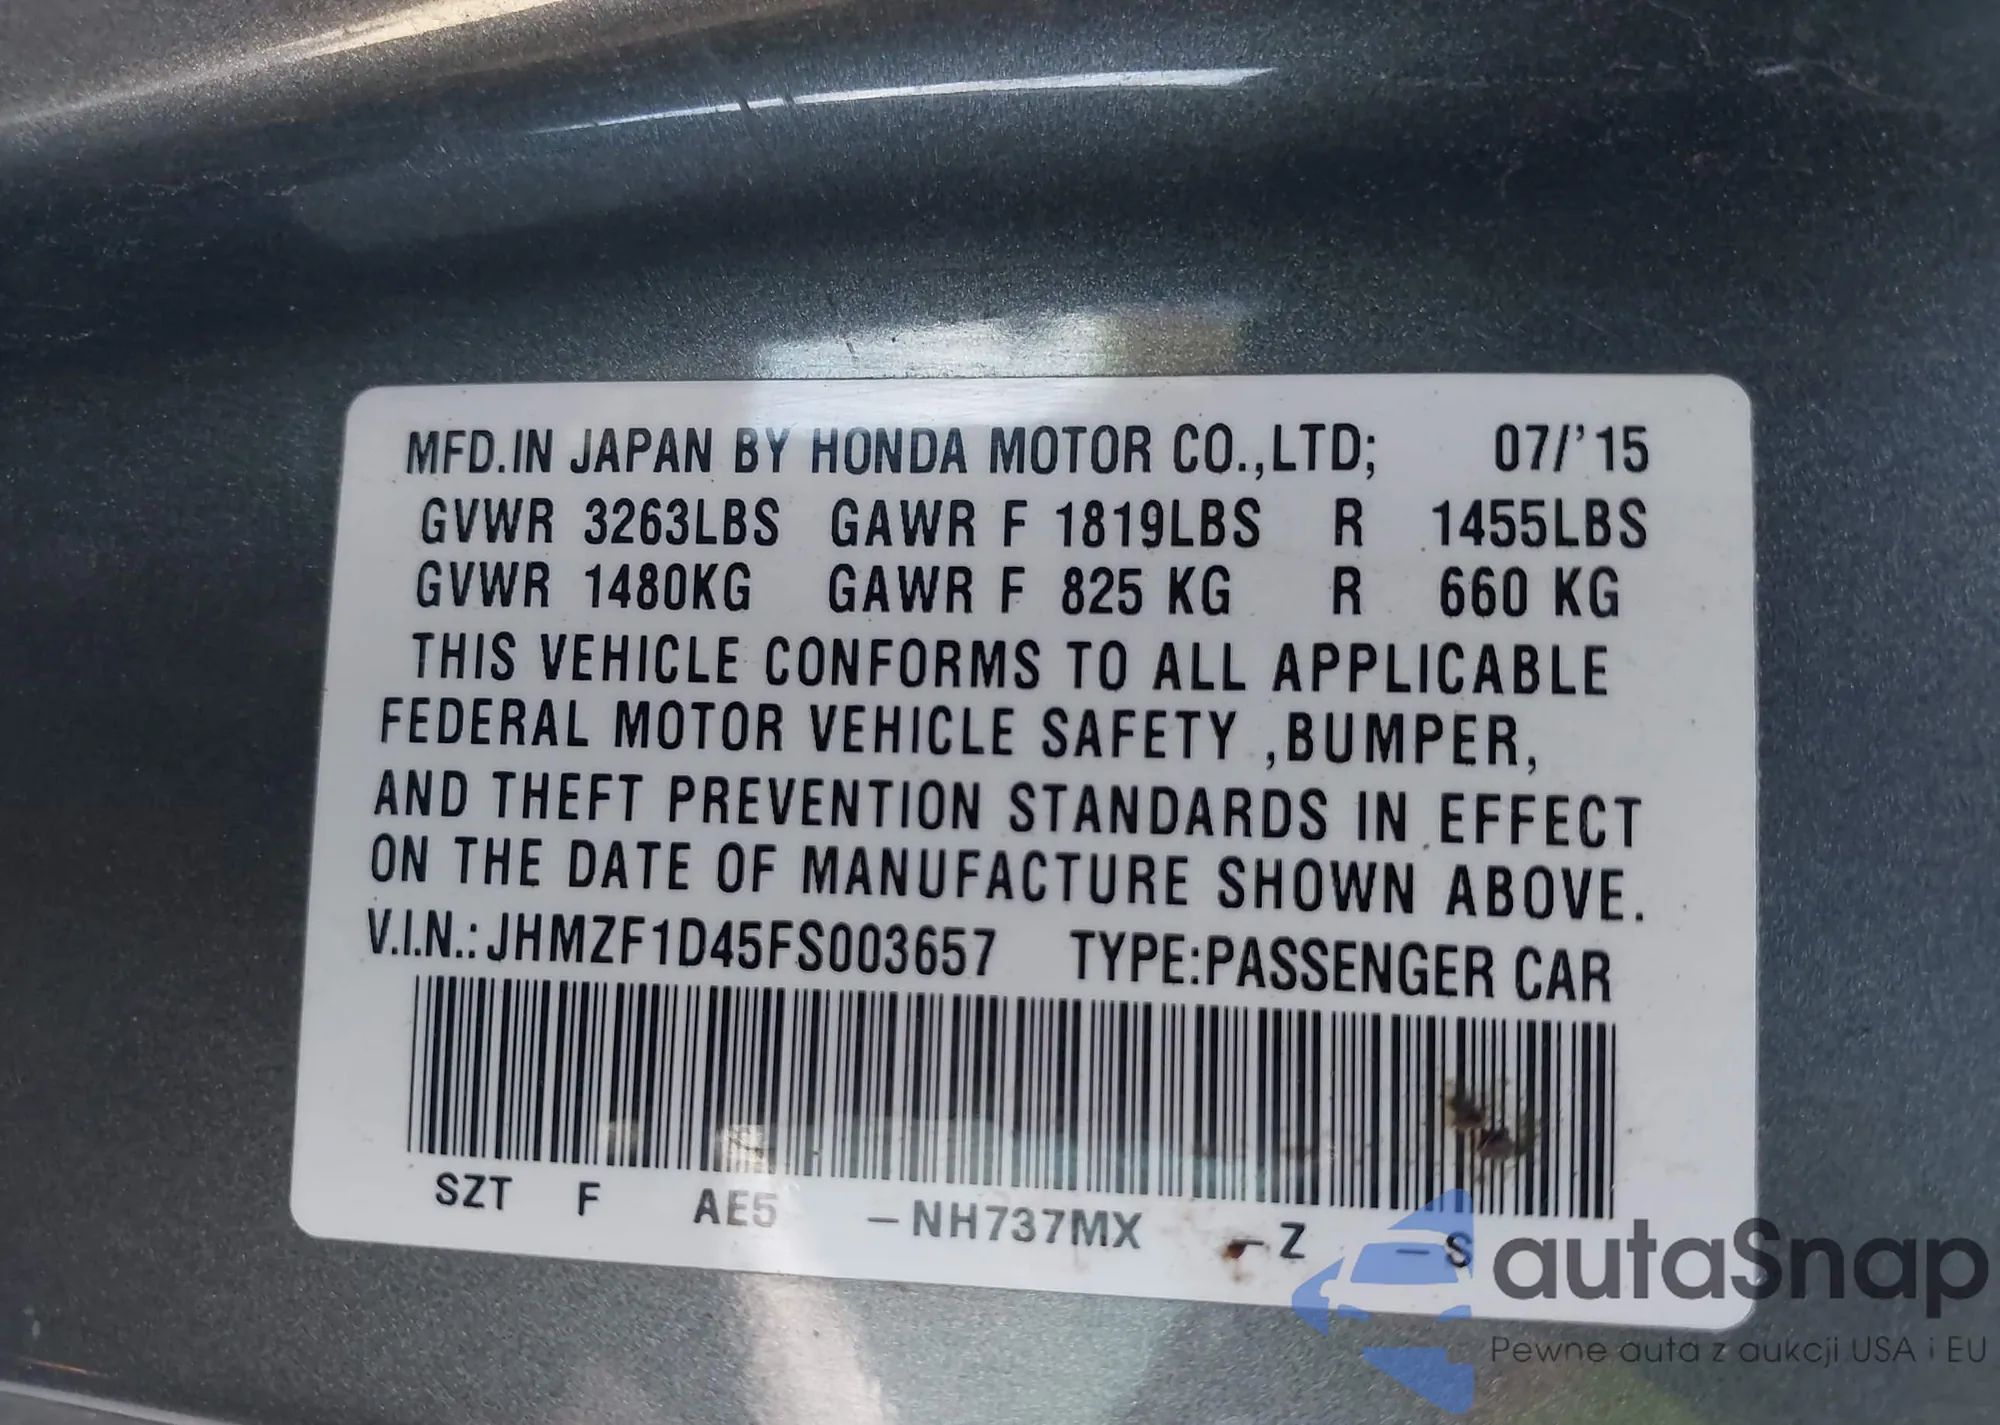 MFD.IN JAPAN BY HONDA MOTOR CO.,LTD; 07/'15
GVWR 3263LBS GAWR F 1819LBS R 1455LBS
GVWR 1480KG GAWR F 825 KG R 660 KG
THIS VEHICLE CONFORMS TO ALL APPLICABLE
FEDERAL MOTOR VEHICLE SAFETY ,BUMPER,
AND THEFT PREVENTION STANDARDS IN EFFECT
ON THE DATE OF MANUFACTURE SHOWN ABOVE.
V.I.N.:JHMZF1D45FS003657 TYPE:PASSENGER CAR
SZT F AE5 –NH737MX –Z –S
autaSnap
Pewne auta z aukcji USA i EU